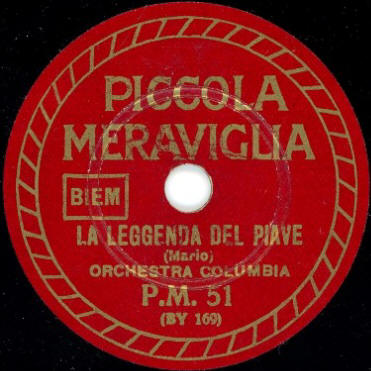 PICCOLA
MERAVIGLIA
BIEM
LA LEGGENDA DEL PIAVE
(Mario)
ORCHESTRA COLUMBIA
P.M. 51
(BY 169)